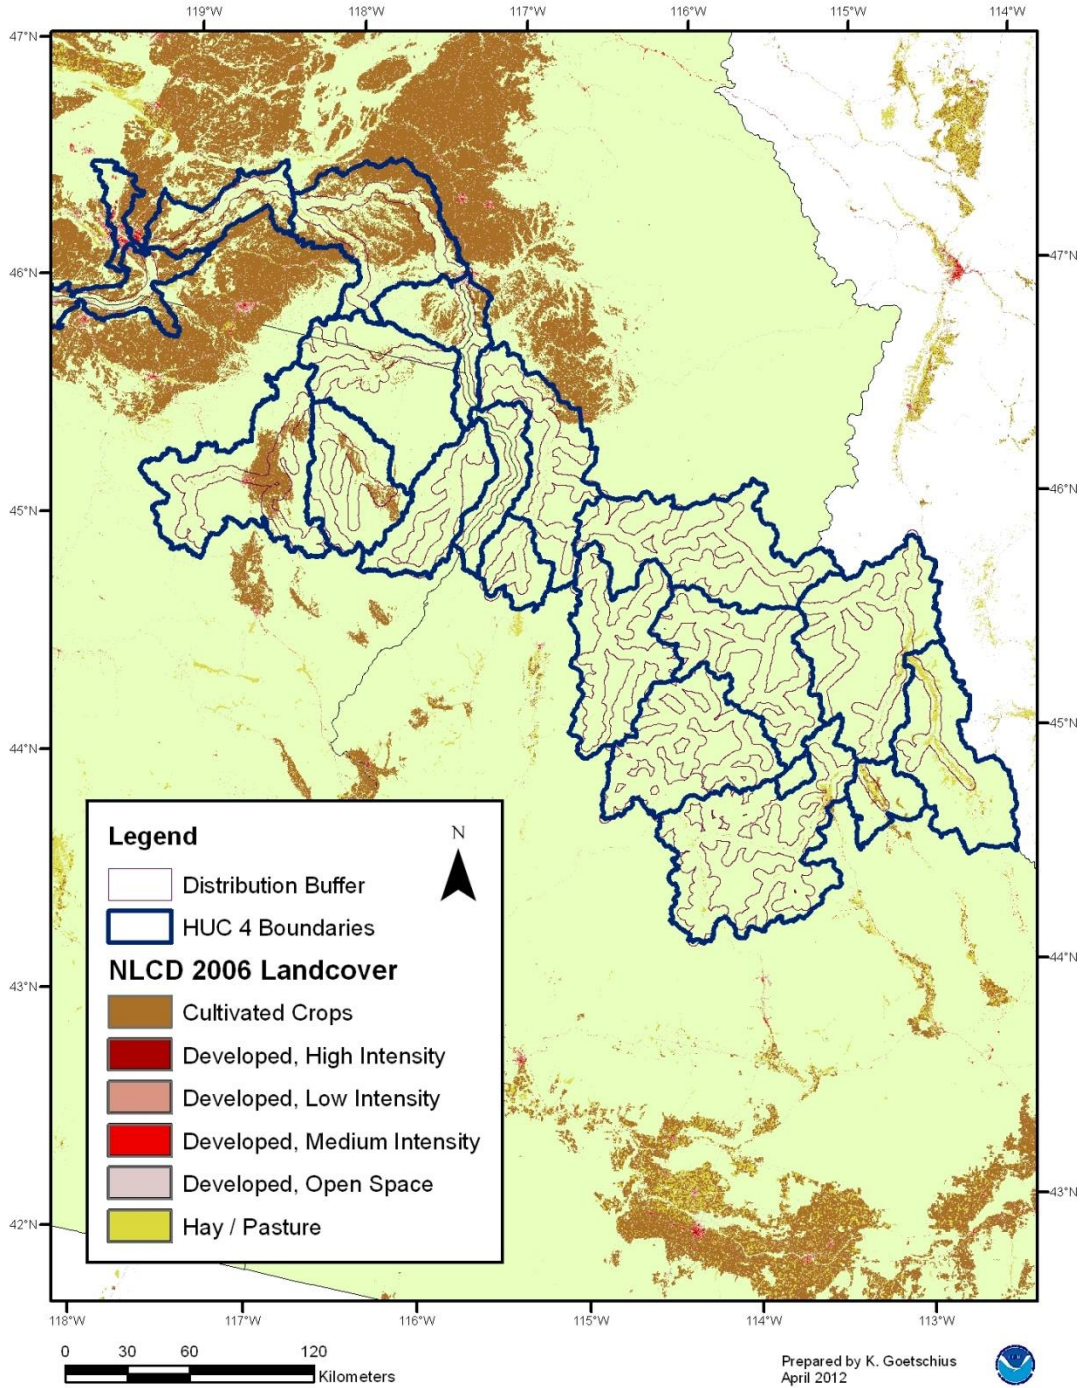 119°W 118°W 117°W 116°W 115°W 114°W
47°N
46°N
47°N
45°N
46°N
44°N
45°N
43°N
44°N
42°N
43°N
Legend
N
Distribution Buffer
HUC 4 Boundaries
NLCD 2006 Landcover
Cultivated Crops
Developed, High Intensity
Developed, Low Intensity
Developed, Medium Intensity
Developed, Open Space
Hay / Pasture
118°W 117°W 116°W 115°W 114°W 113°W
0 30 60 120
Kilometers
Prepared by K. Goetschius
April 2012